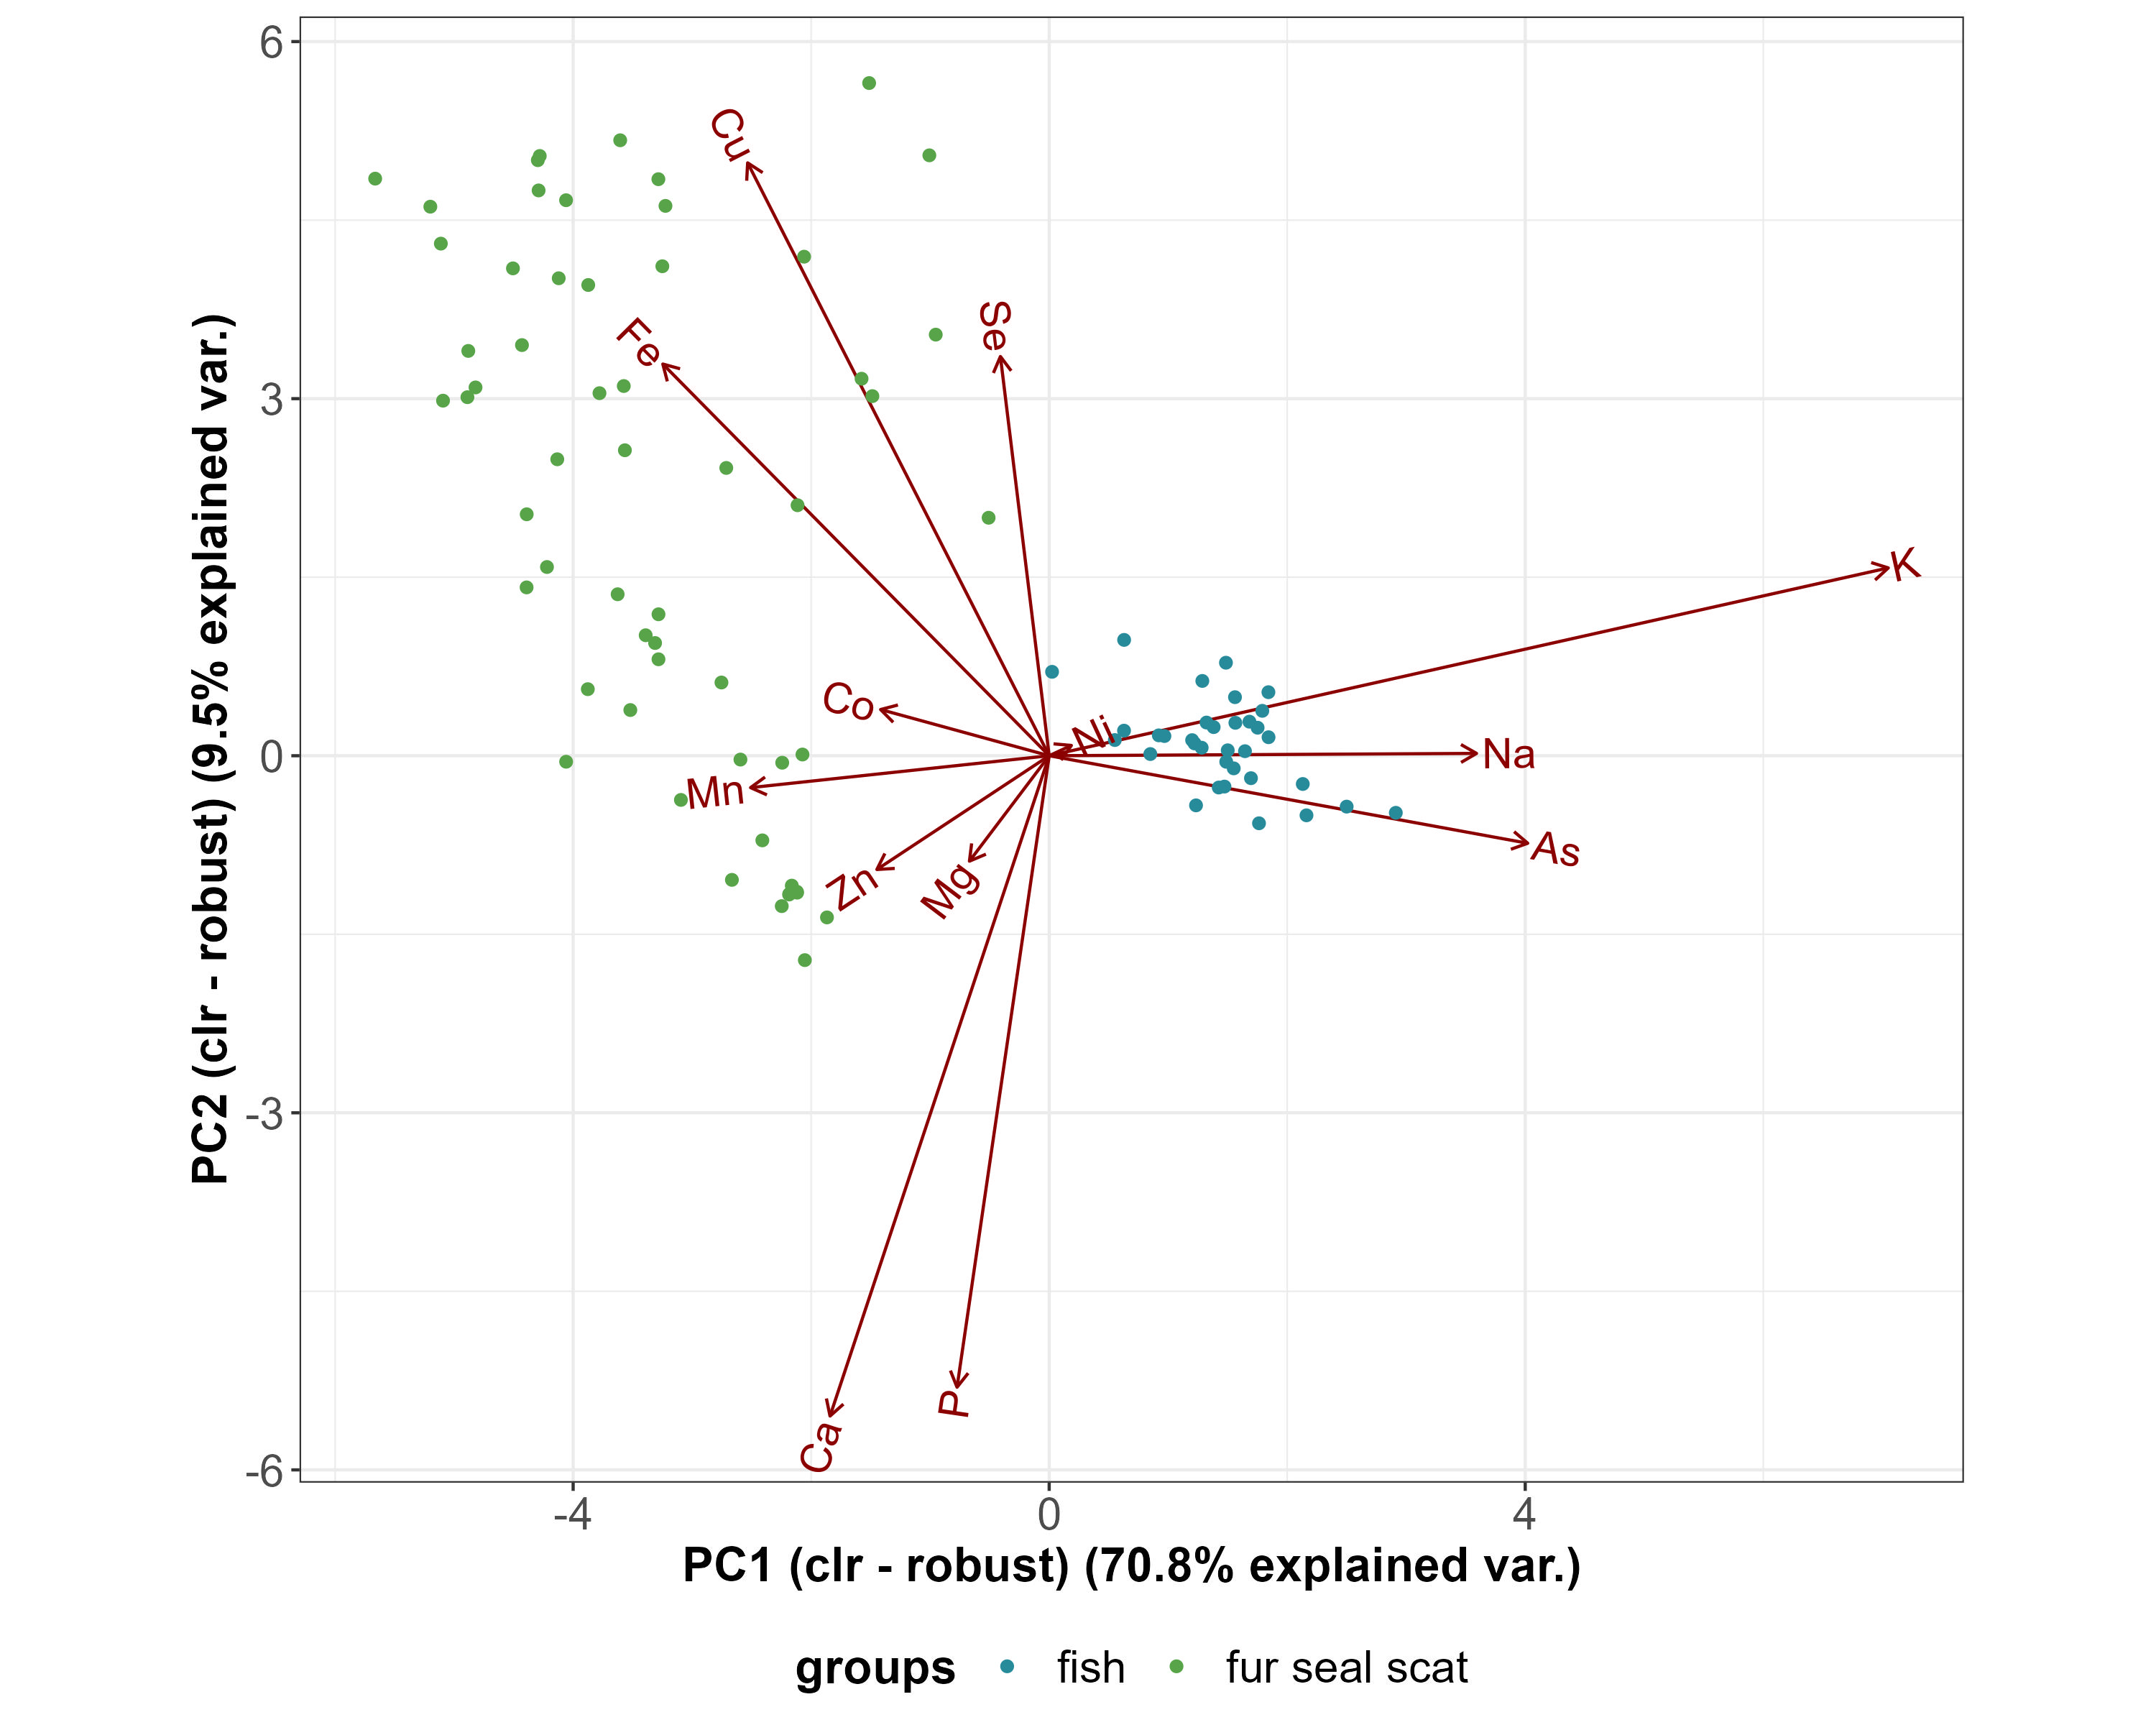 6
3
0
-3
-6
PC2 (clr - robust) (9.5% explained var.)
Cu
Fe
Se
K
Co
Ni
Na
Mn
As
Zn
Mg
P
Ca
-4
0
4
PC1 (clr - robust) (70.8% explained var.)
groups fish fur seal scat